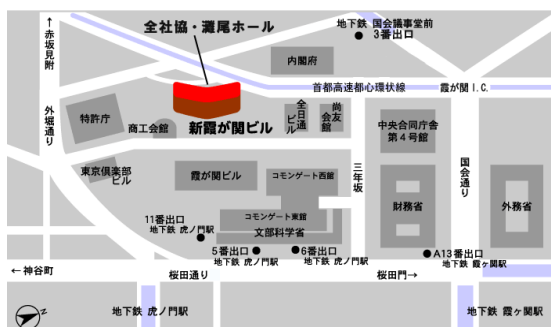 全社協・灘尾ホール
地下鉄 国会議事堂前
3番出口
←赤坂見附
内閣府
首都高速都心環状線
霞が関 I.C.
外堀通り
特許庁
商工会館
新霞が関ビル
全日通
ビル
尚友
会館
中央合同庁舎
第4号館
三年坂
国会通り
東京倶楽部
ビル
霞が関ビル
コモンゲート西館
財務省
外務省
コモンゲート東館
文部科学省
11番出口
地下鉄 虎ノ門駅
5番出口
地下鉄 虎ノ門駅
6番出口
地下鉄 虎ノ門駅
A13番出口
地下鉄 霞ヶ関駅
←神谷町
桜田通り
桜田門→
地下鉄 虎ノ門駅
地下鉄 霞ヶ関駅